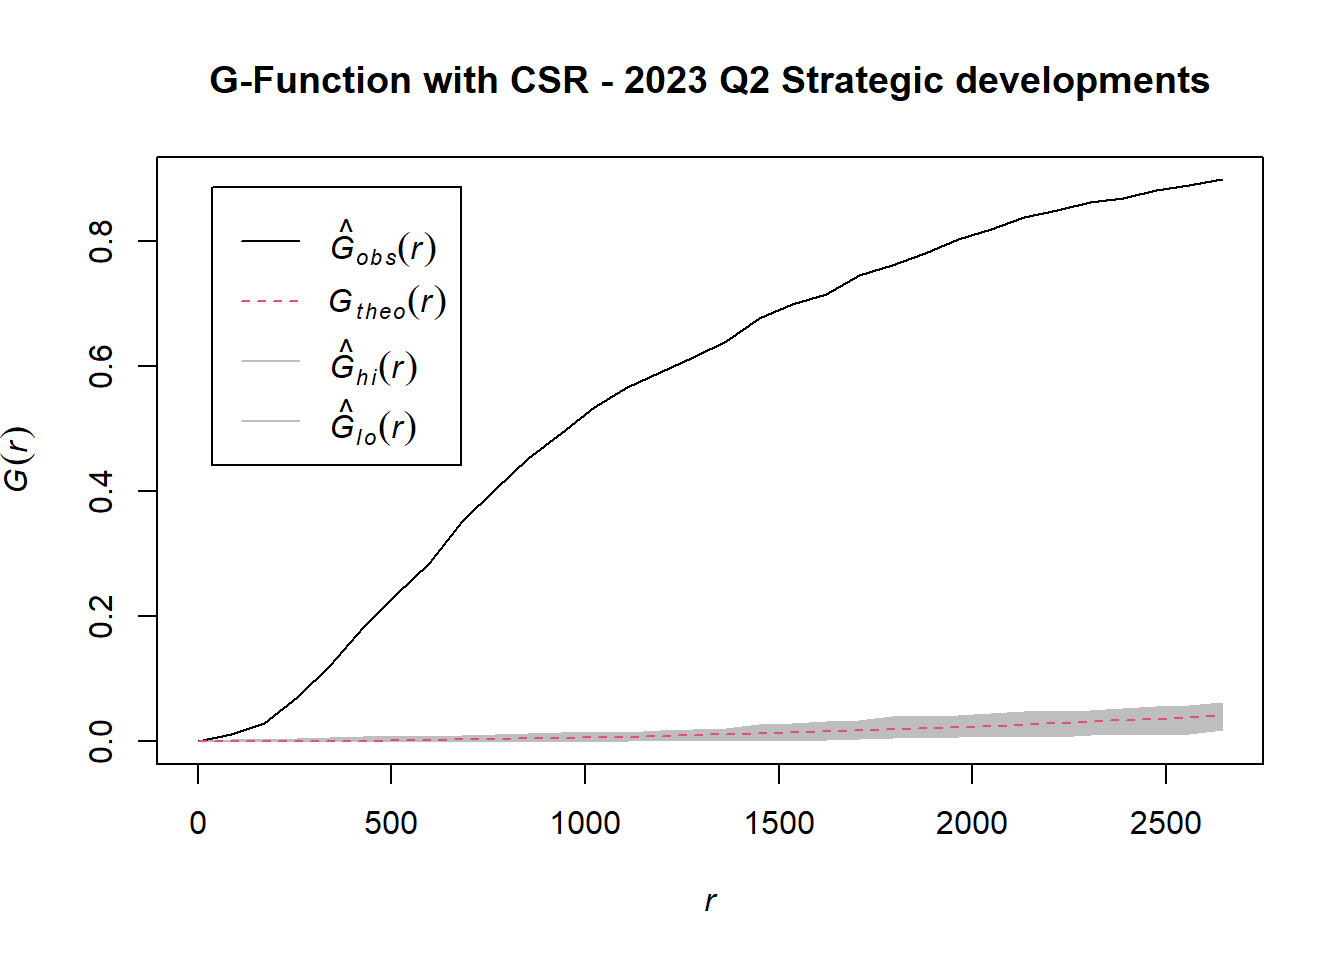 G-Function with CSR - 2023 Q2 Strategic developments
Ĝobs(r)
Gtheo(r)
Ĝhi(r)
Ĝlo(r)
G(r)
0.8
0.6
0.4
0.2
0.0
0 500 1000 1500 2000 2500
r